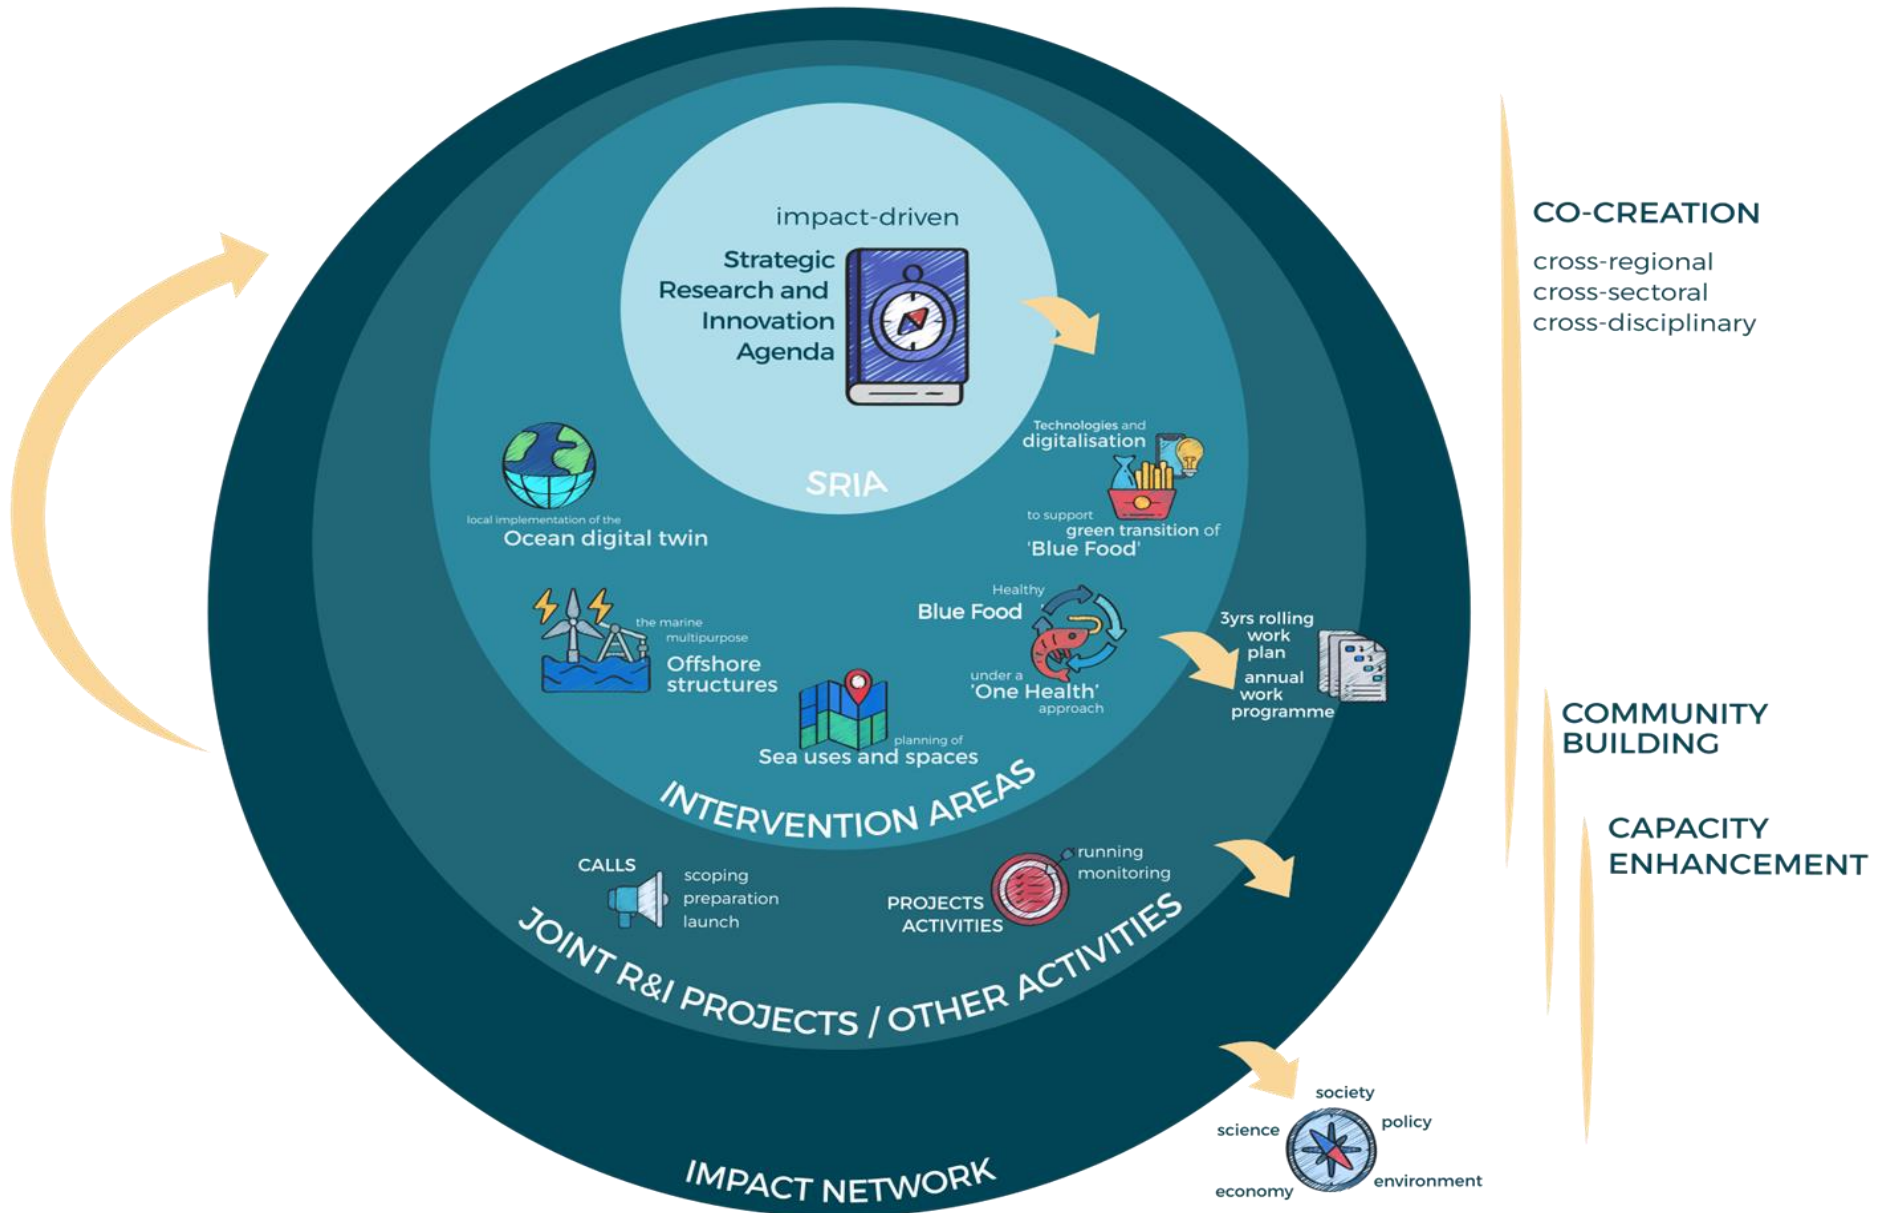 impact-driven
Strategic
Research and
Innovation
Agenda
SRIA
local implementation of the
Ocean digital twin
Technologies and
digitalisation
to support
green transition of
'Blue Food'
the marine
multipurpose
Offshore
structures
Healthy
Blue Food
under a
'One Health'
approach
planning of
Sea uses and spaces
INTERVENTION AREAS
3yrs rolling
work
plan
annual
work
programme
CALLS
scoping
preparation
launch
PROJECTS
ACTIVITIES
running
monitoring
JOINT R&I PROJECTS / OTHER ACTIVITIES
IMPACT NETWORK
society
policy
science
environment
economy
CO-CREATION
cross-regional
cross-sectoral
cross-disciplinary
COMMUNITY
BUILDING
CAPACITY
ENHANCEMENT